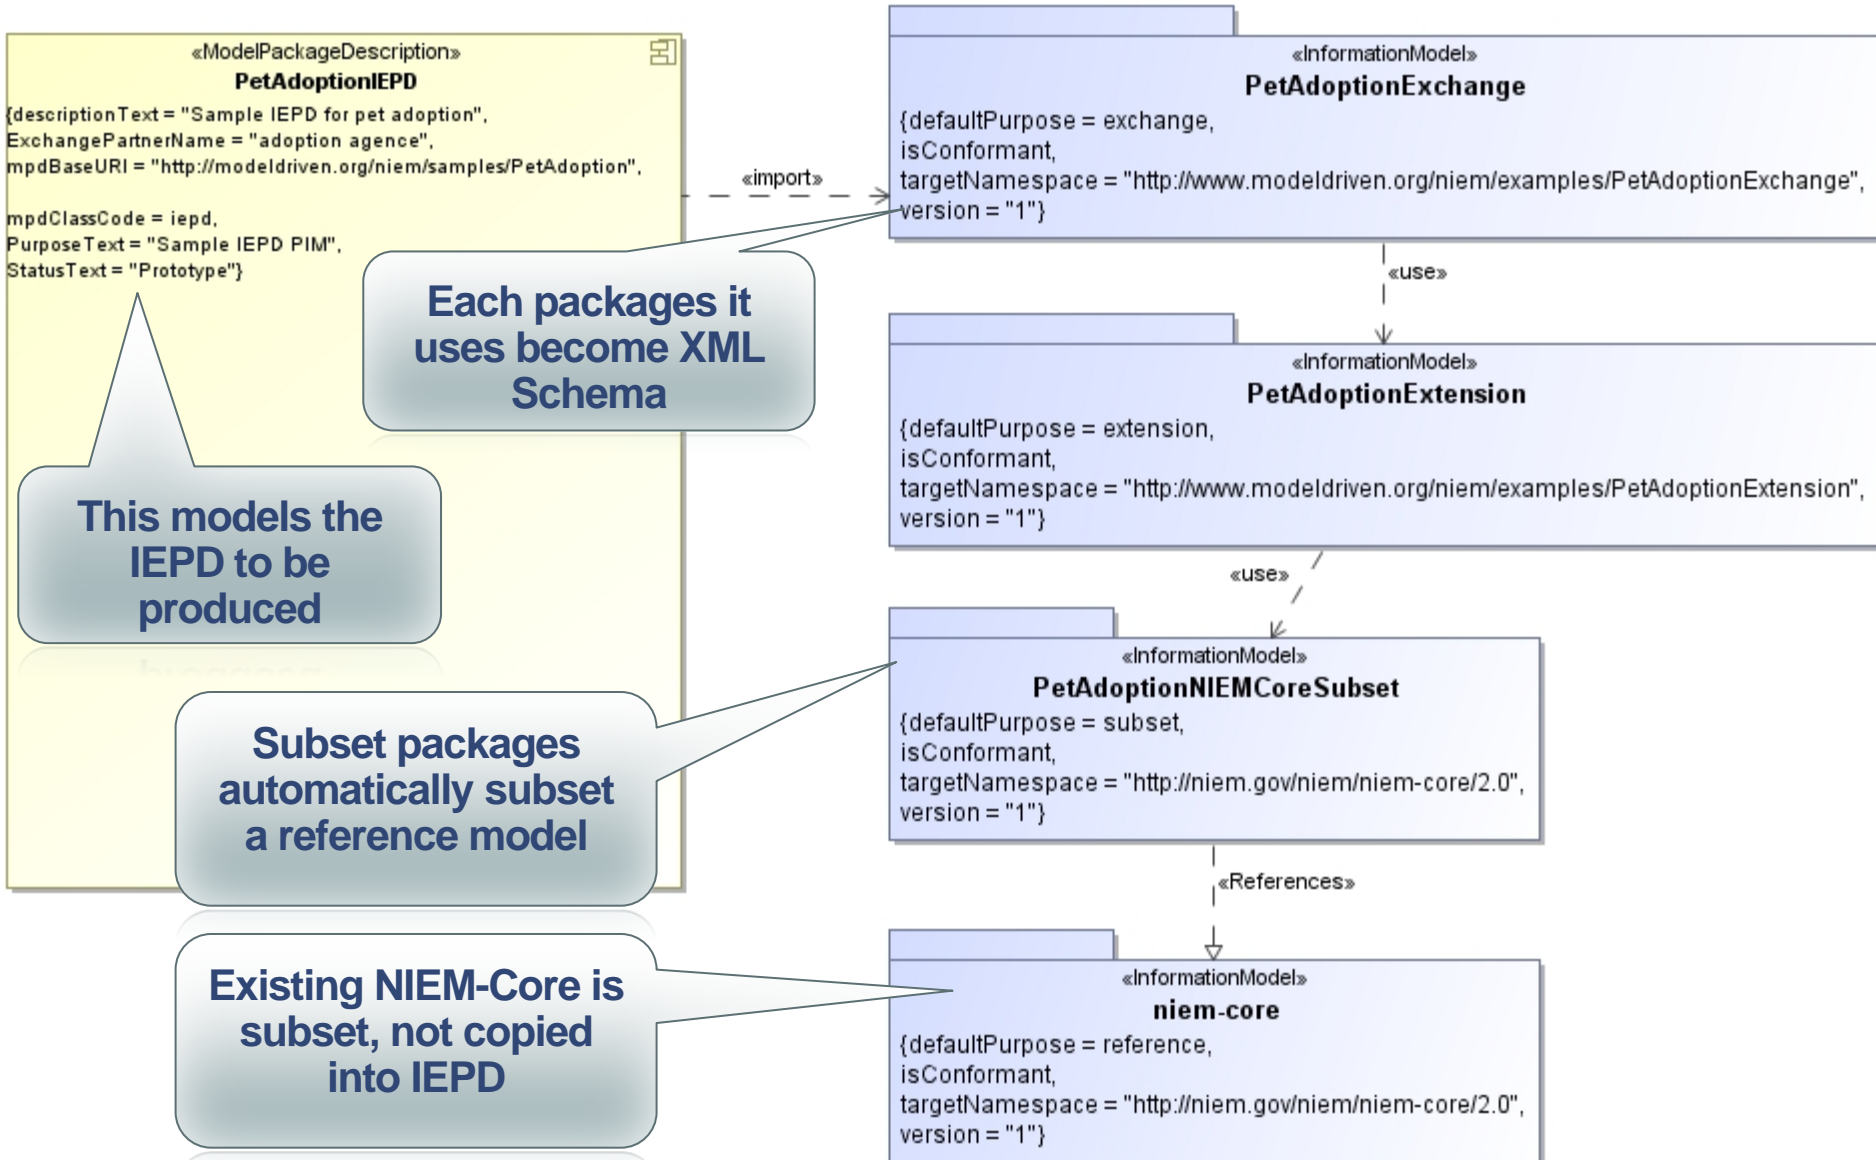 «ModelPackageDescription»
PetAdoptionIEPD
{descriptionText = "Sample IEPD for pet adoption",
ExchangePartnerName = "adoption agence",
mpdBaseURI = "http://modeldriven.org/niem/samples/PetAdoption",
mpdClassCode = iepd,
PurposeText = "Sample IEPD PIM",
StatusText = "Prototype"}
This models the
IEPD to be
produced
«import»
Each packages it
uses become XML
Schema
«InformationModel»
PetAdoptionExchange
{defaultPurpose = exchange,
isConformant,
targetNamespace = "http://www.modeldriven.org/niem/examples/PetAdoptionExchange",
version = "1"}
«use»
«InformationModel»
PetAdoptionExtension
{defaultPurpose = extension,
isConformant,
targetNamespace = "http://www.modeldriven.org/niem/examples/PetAdoptionExtension",
version = "1"}
«use»
Subset packages
automatically subset
a reference model
«InformationModel»
PetAdoptionNIEMCoreSubset
{defaultPurpose = subset,
isConformant,
targetNamespace = "http://niem.gov/niem/niem-core/2.0",
version = "1"}
«References»
Existing NIEM-Core is
subset, not copied
into IEPD
«InformationModel»
niem-core
{defaultPurpose = reference,
isConformant,
targetNamespace = "http://niem.gov/niem/niem-core/2.0",
version = "1"}